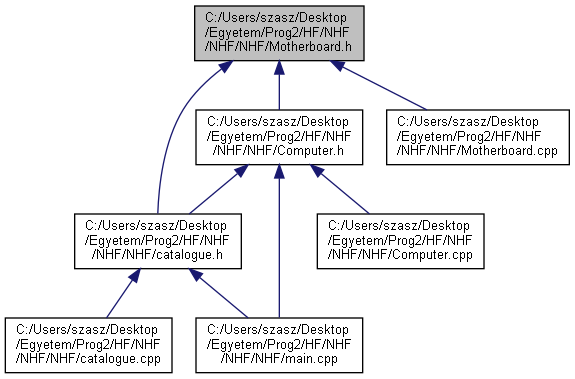 C:/Users/szasz/Desktop
/Egyetem/Prog2/HF/NHF
/NHF/NHF/Motherboard.h
C:/Users/szasz/Desktop
/Egyetem/Prog2/HF/NHF
/NHF/NHF/Computer.h
C:/Users/szasz/Desktop
/Egyetem/Prog2/HF/NHF
/NHF/NHF/Motherboard.cpp
C:/Users/szasz/Desktop
/Egyetem/Prog2/HF/NHF
/NHF/NHF/catalogue.h
C:/Users/szasz/Desktop
/Egyetem/Prog2/HF/NHF
/NHF/NHF/Computer.cpp
C:/Users/szasz/Desktop
/Egyetem/Prog2/HF/NHF
/NHF/NHF/catalogue.cpp
C:/Users/szasz/Desktop
/Egyetem/Prog2/HF/NHF
/NHF/NHF/main.cpp